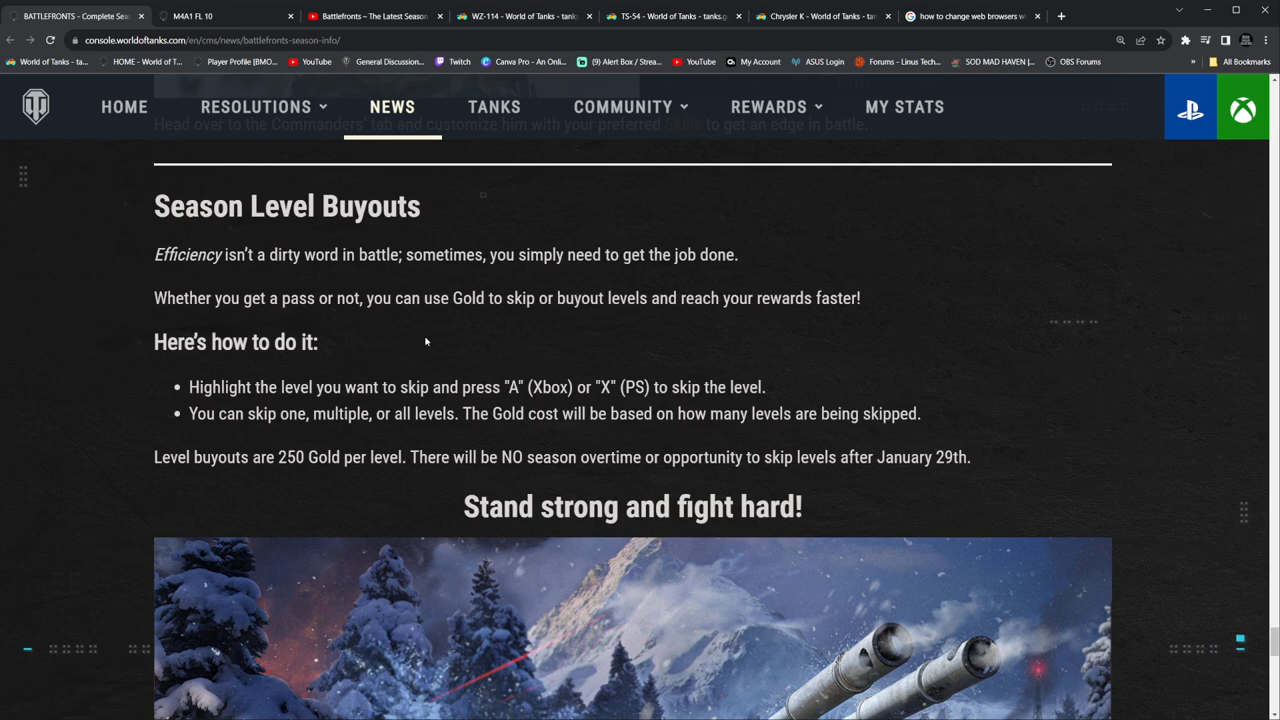 BATTLEFRONTS - Complete Seas
M4A1 FL 10
Battlefronts – The Latest Season
WZ-114 - World of Tanks - tank
TS-54 - World of Tanks - tanks.g
Chrysler K - World of Tanks - tan
how to change web browsers w
console.worldoftanks.com/en/cms/news/battlefronts-season-info/
World of Tanks - ta...
HOME - World of T...
Player Profile [BMO...
YouTube
General Discussion...
Twitch
Canva Pro - An Onli...
(9) Alert Box / Strea...
YouTube
My Account
ASUS Login
Forums - Linus Tech...
SOD MAD HAVEN |...
OBS Forums
»
All Bookmarks
HOME
RESOLUTIONS
NEWS
TANKS
COMMUNITY
REWARDS
MY STATS
Head over to the Commanders' tab and customize him with your preferred Skills to get an edge in battle.
Season Level Buyouts
Efficiency isn't a dirty word in battle; sometimes, you simply need to get the job done.
Whether you get a pass or not, you can use Gold to skip or buyout levels and reach your rewards faster!
Here's how to do it:
• Highlight the level you want to skip and press "A" (Xbox) or "X" (PS) to skip the level.
• You can skip one, multiple, or all levels. The Gold cost will be based on how many levels are being skipped.
Level buyouts are 250 Gold per level. There will be NO season overtime or opportunity to skip levels after January 29th.
Stand strong and fight hard!